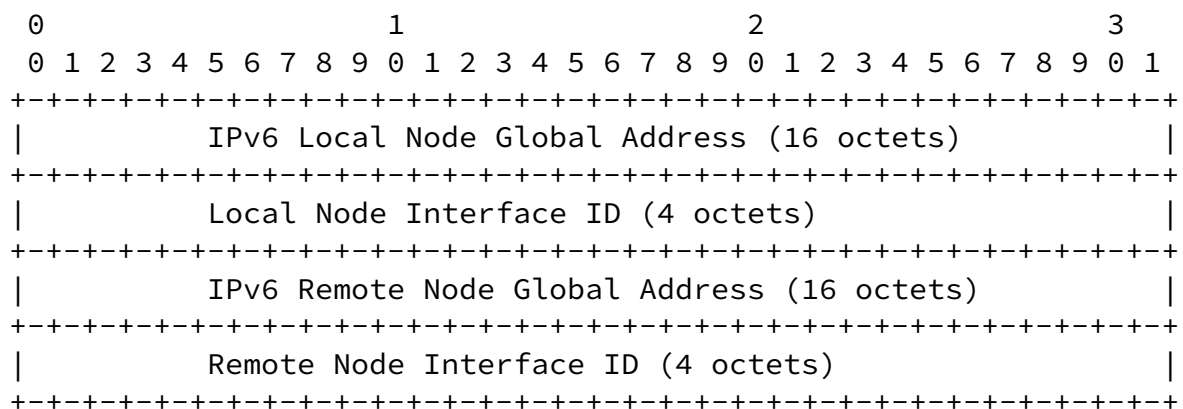 0                   1                   2                   3
 0 1 2 3 4 5 6 7 8 9 0 1 2 3 4 5 6 7 8 9 0 1 2 3 4 5 6 7 8 9 0 1
+-+-+-+-+-+-+-+-+-+-+-+-+-+-+-+-+-+-+-+-+-+-+-+-+-+-+-+-+-+-+-+-+
|          IPv6 Local Node Global Address (16 octets)           |
+-+-+-+-+-+-+-+-+-+-+-+-+-+-+-+-+-+-+-+-+-+-+-+-+-+-+-+-+-+-+-+-+
|          Local Node Interface ID (4 octets)                   |
+-+-+-+-+-+-+-+-+-+-+-+-+-+-+-+-+-+-+-+-+-+-+-+-+-+-+-+-+-+-+-+-+
|          IPv6 Remote Node Global Address (16 octets)          |
+-+-+-+-+-+-+-+-+-+-+-+-+-+-+-+-+-+-+-+-+-+-+-+-+-+-+-+-+-+-+-+-+
|          Remote Node Interface ID (4 octets)                  |
+-+-+-+-+-+-+-+-+-+-+-+-+-+-+-+-+-+-+-+-+-+-+-+-+-+-+-+-+-+-+-+-+